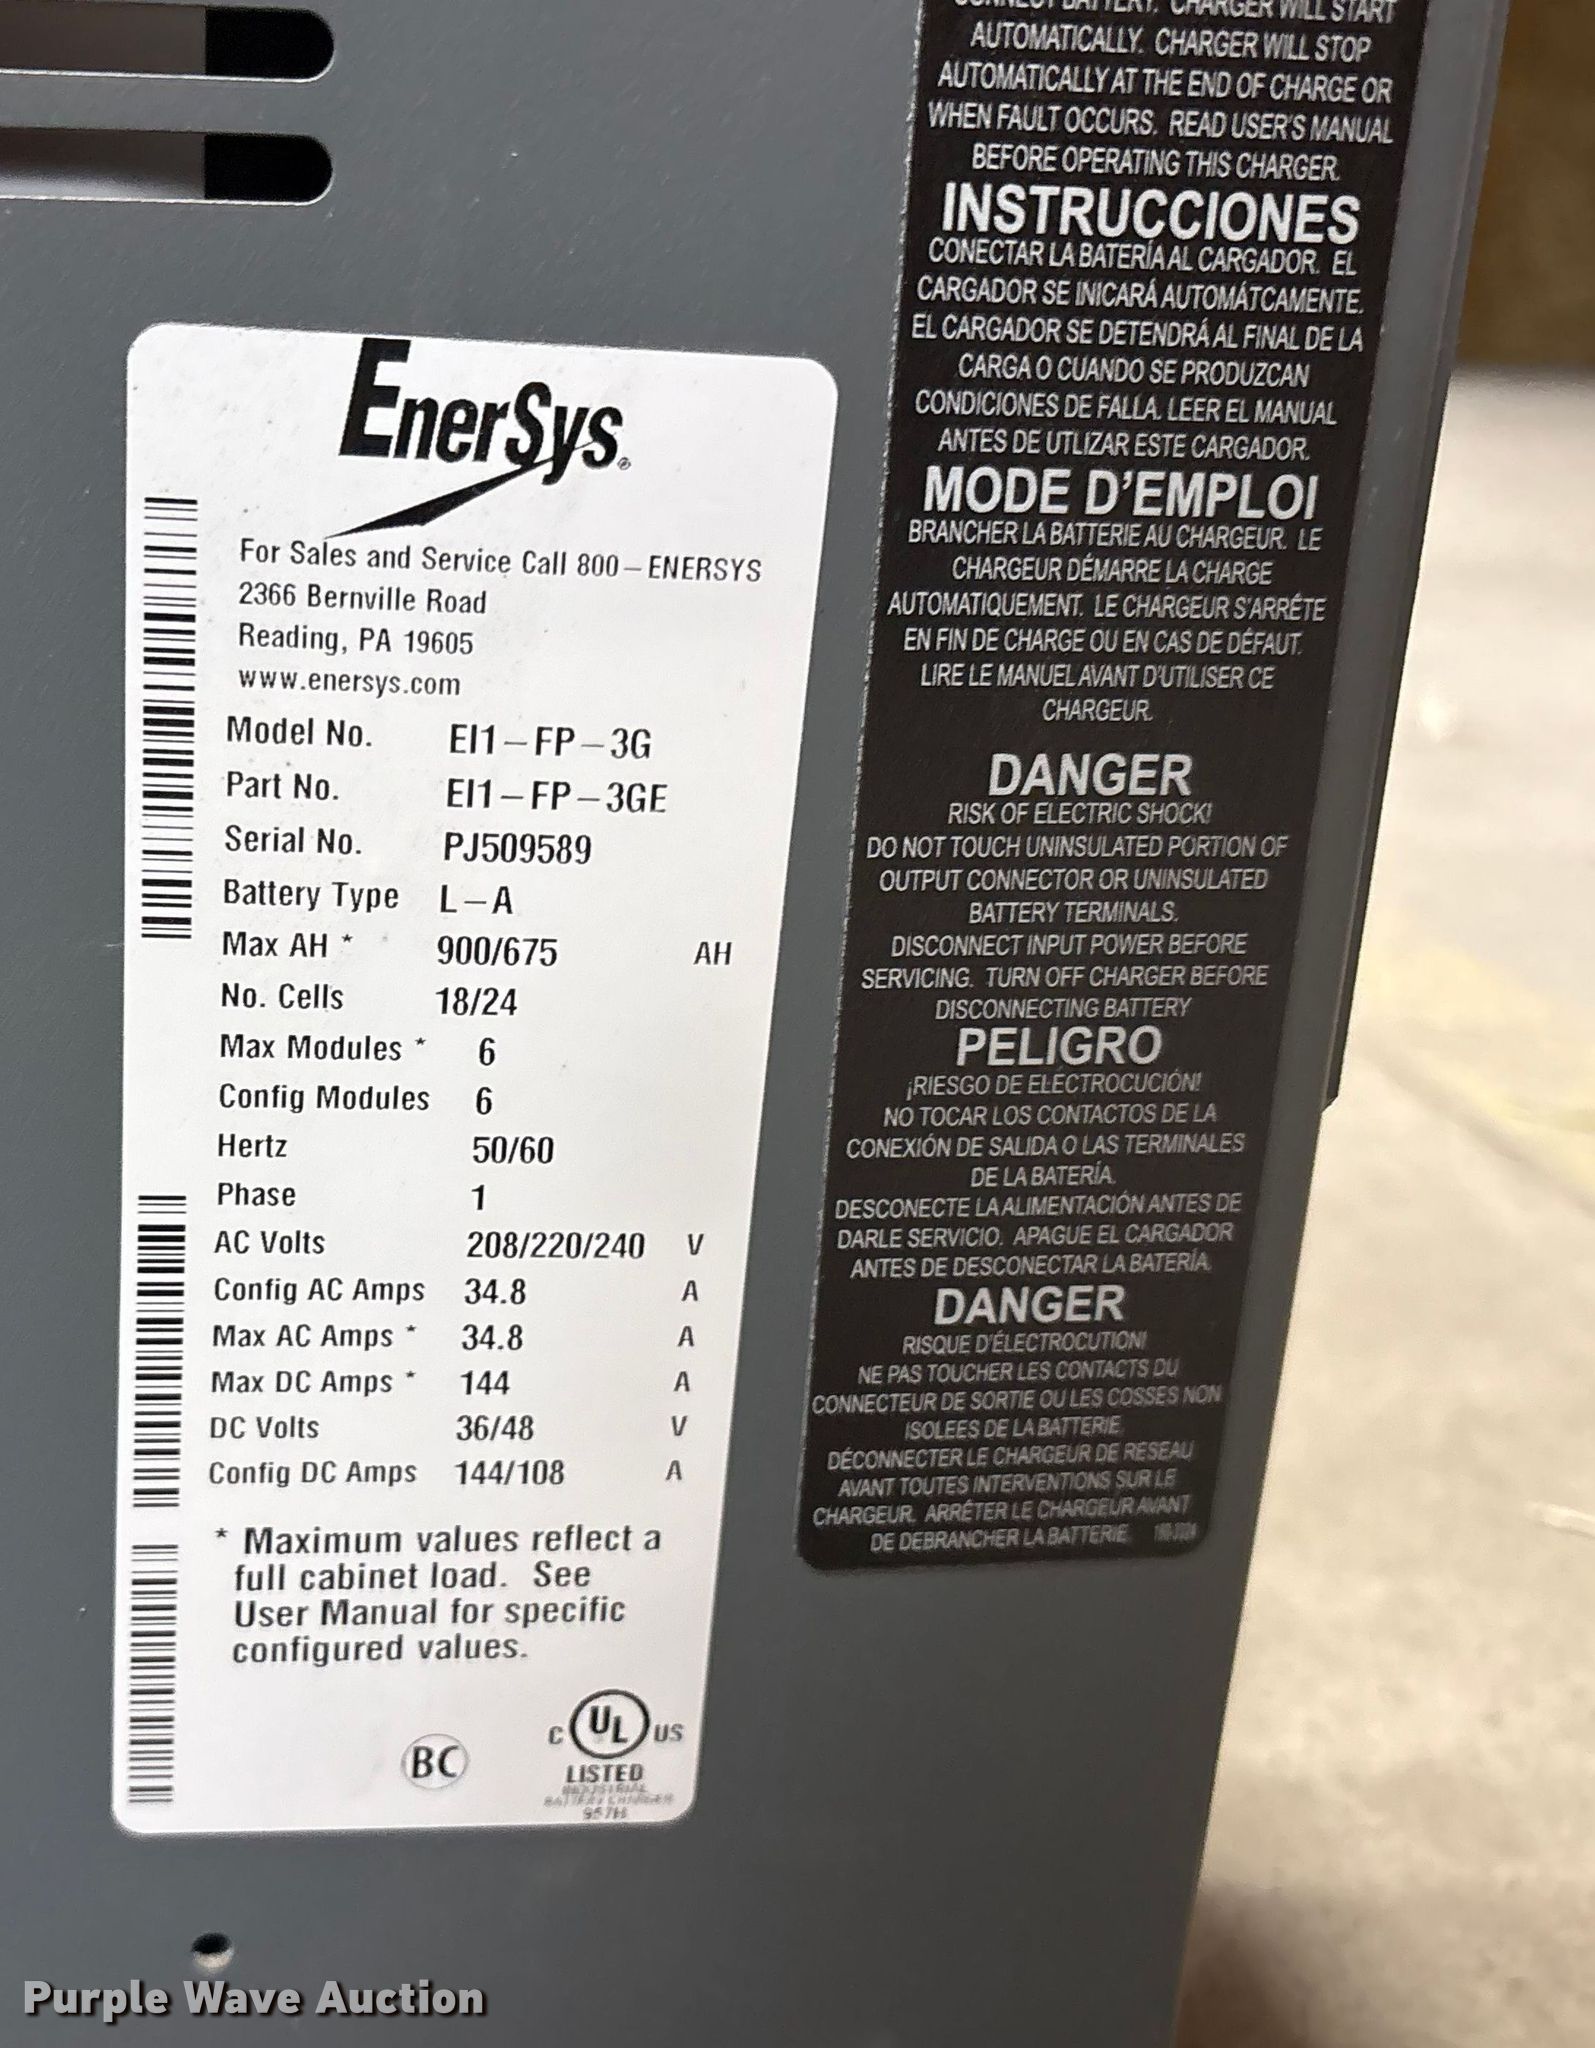 CONNECT BATTERY. CHARGER WILL START
AUTOMATICALLY. CHARGER WILL STOP
AUTOMATICALLY AT THE END OF CHARGE OR
WHEN FAULT OCCURS. READ USER'S MANUAL
BEFORE OPERATING THIS CHARGER.
INSTRUCCIONES
CONECTAR LA BATERÍA AL CARGADOR. EL
CARGADOR SE INICARÁ AUTOMÁTCAMENTE.
EL CARGADOR SE DETENDRÁ AL FINAL DE LA
CARGA O CUANDO SE PRODUZCAN
CONDICIONES DE FALLA. LEER EL MANUAL
ANTES DE UTLIZAR ESTE CARGADOR.
MODE D'EMPLOI
BRANCHER LA BATTERIE AU CHARGEUR. LE
CHARGEUR DÉMARRE LA CHARGE
AUTOMATIQUEMENT. LE CHARGEUR S'ARRÊTE
EN FIN DE CHARGE OU EN CAS DE DÉFAUT.
LIRE LE MANUEL AVANT D'UTILISER CE
CHARGEUR.
DANGER
RISK OF ELECTRIC SHOCK!
DO NOT TOUCH UNINSULATED PORTION OF
OUTPUT CONNECTOR OR UNINSULATED
BATTERY TERMINALS.
DISCONNECT INPUT POWER BEFORE
SERVICING. TURN OFF CHARGER BEFORE
DISCONNECTING BATTERY
PELIGRO
¡RIESGO DE ELECTROCUCIÓN!
NO TOCAR LOS CONTACTOS DE LA
CONEXIÓN DE SALIDA O LAS TERMINALES
DE LA BATERÍA.
DESCONECTE LA ALIMENTACIÓN ANTES DE
DARLE SERVICIO. APAGUE EL CARGADOR
ANTES DE DESCONECTAR LA BATERÍA.
DANGER
RISQUE D'ÉLECTROCUTION!
NE PAS TOUCHER LES CONTACTS DU
CONNECTEUR DE SORTIE OU LES COSSES NON
ISOLEES DE LA BATTERIE.
DÉCONNECTER LE CHARGEUR DE RESEAU
AVANT TOUTES INTERVENTIONS SUR LE
CHARGEUR. ARRÊTER LE CHARGEUR AVANT
DE DEBRANCHER LA BATTERIE.
EnerSys®
For Sales and Service Call 800-ENERSYS
2366 Bernville Road
Reading, PA 19605
www.enersys.com
Model No. EI1-FP-3G
Part No. EI1-FP-3GE
Serial No. PJ509589
Battery Type L-A
Max AH * 900/675 AH
No. Cells 18/24
Max Modules * 6
Config Modules 6
Hertz 50/60
Phase 1
AC Volts 208/220/240 V
Config AC Amps 34.8 A
Max AC Amps * 34.8 A
Max DC Amps * 144 A
DC Volts 36/48 V
Config DC Amps 144/108 A
* Maximum values reflect a
full cabinet load. See
User Manual for specific
configured values.
BC
C UL US
LISTED
INDUSTRIAL
BATTERY CHARGER
957H
Purple Wave Auction